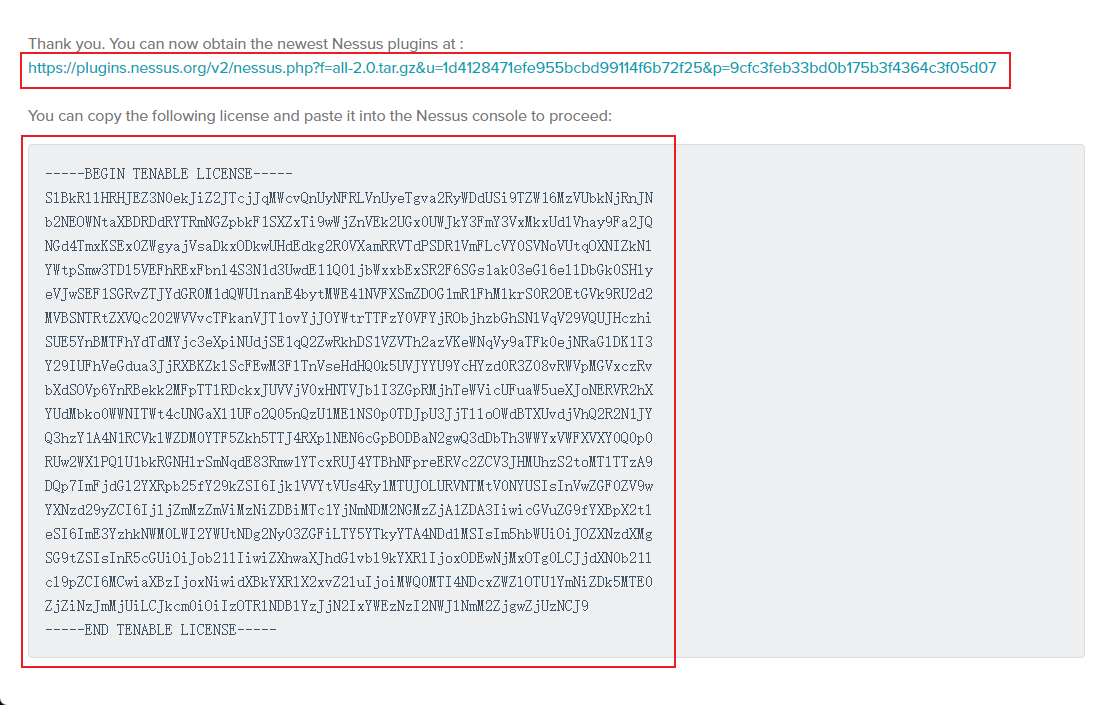 Thank you. You can now obtain the newest Nessus plugins at :
https://plugins.nessus.org/v2/nessus.php?f=all-2.0.tar.gz&u=1d4128471efe955bcbd99114f6b72f25&p=9cfc3feb33bd0b175b3f4364c3f05d07
You can copy the following license and paste it into the Nessus console to proceed:
-----BEGIN TENABLE LICENSE-----
S1BkR11HRHJEZ3N0ekJiZ2JTcjJqMWcvQnUyNFRLVnUyeTgva2RyWDdUSi9TZW16MzVUbkNjRnJN
b2NEOWNtaXBDRDdRYTRmNGZpbkF1SXZxTi9wWjZnVEk2UGx0UWJkY3FmY3VxMkxUd1Vhay9Fa2JQ
NGd4TmxKSEx0ZWgyajVsaDkxODkwUHdEdkg2R0VXamRRVTdPSDR1VmFLcVY0SVNoVUtqOXNIZkN1
YWtpSmw3TD15VEFhRExFbn14S3N1d3UwdE11Q01jbWxxbExSR2F6SGs1ak03eG16e11DbGk0SH1y
eVJwSEF1SGRvZTJYdGR0M1dQWU1nanE4bytMWE41NVFXSmZDOG1mR1FhM1krS0R2OEtGVk9RU2d2
MVBSNTRtZXVQc202WVVvcTFkanVJT1ovYjJOYWtrTTFzY0VFYjRObjhzbGhSN1VqV29VQUJHczhi
SUE5YnBMTFhYdTdMYjc3eXpiNUdjSE1qQ2ZwRkhDS1VZVTh2azVKeWNqVy9aTFk0ejNRaG1DK1I3
Y29IUFhVeGdua3JjRXBKZk1ScFEwM3F1TnVseHdHQ0k5UVJYYU9YcHYzd0R3Z08vRWVpMGVxczRv
bXdSOVp6YnRBekk2MFpTT1RDckxJUVVjV0xHNTVJb1I3ZGpRMjhTeWVicUFuaW5ueXJoNERVR2hX
YUdMbko0WWNITWt4cUNGaX11UFo2Q05nQzU1ME1NS0p0TDJpU3JjT11oOWdBTXUvdjVhQ2R2N1JY
Q3hzY1A4N1RCVk1WZDM0YTF5Zkh5TTJ4RXp1NEN6cGpBODBaN2gwQ3dDbTh3WWYxVWFXVXY0Q0p0
RUw2WX1PQ1U1bkRGNH1rSmNqdE83Rmw1YTcxRUJ4YTBhNFpreERVc2ZCV3JHMUhzS2toMT1TTzA9
DQp7ImFjdG12YXRpb25fY29kZSI6Ijk1VVYtVUs4Ry1MTUJOLURVNTMtV0NYUSIsInVwZGF0ZV9w
YXNzd29yZCI6Ij1jZmMzZmViMzNiZDBiMTc1YjNmNDM2NGMzZjA1ZDA3IiwicGVuZG9fYXBpX2t1
eSI6ImE3YzhkNWM0LWI2YWUtNDg2Ny03ZGFiLTY5YTkyYTA4NDd1MSIsIm5hbWUiOiJOZXNzdXMg
SG9tZSIsInR5cGUiOiJob211IiwiZXhwaXJhdG1vb19kYXR1IjoxODEwNjMxOTg0LCJjdXN0b211
c19pZCI6MCwiaXBzIjoxNiwidXBkYXR1X2xvZ21uIjoiMWQ0MTI4NDcxZWZ1OTU1YmNiZDk5MTE0
ZjZiNzJmMjUiLCJkcm0iOiIzOTR1NDB1YzJjN2IxYWEzNzI2NWJ1NmM2ZjgwZjUzNCJ9
-----END TENABLE LICENSE-----